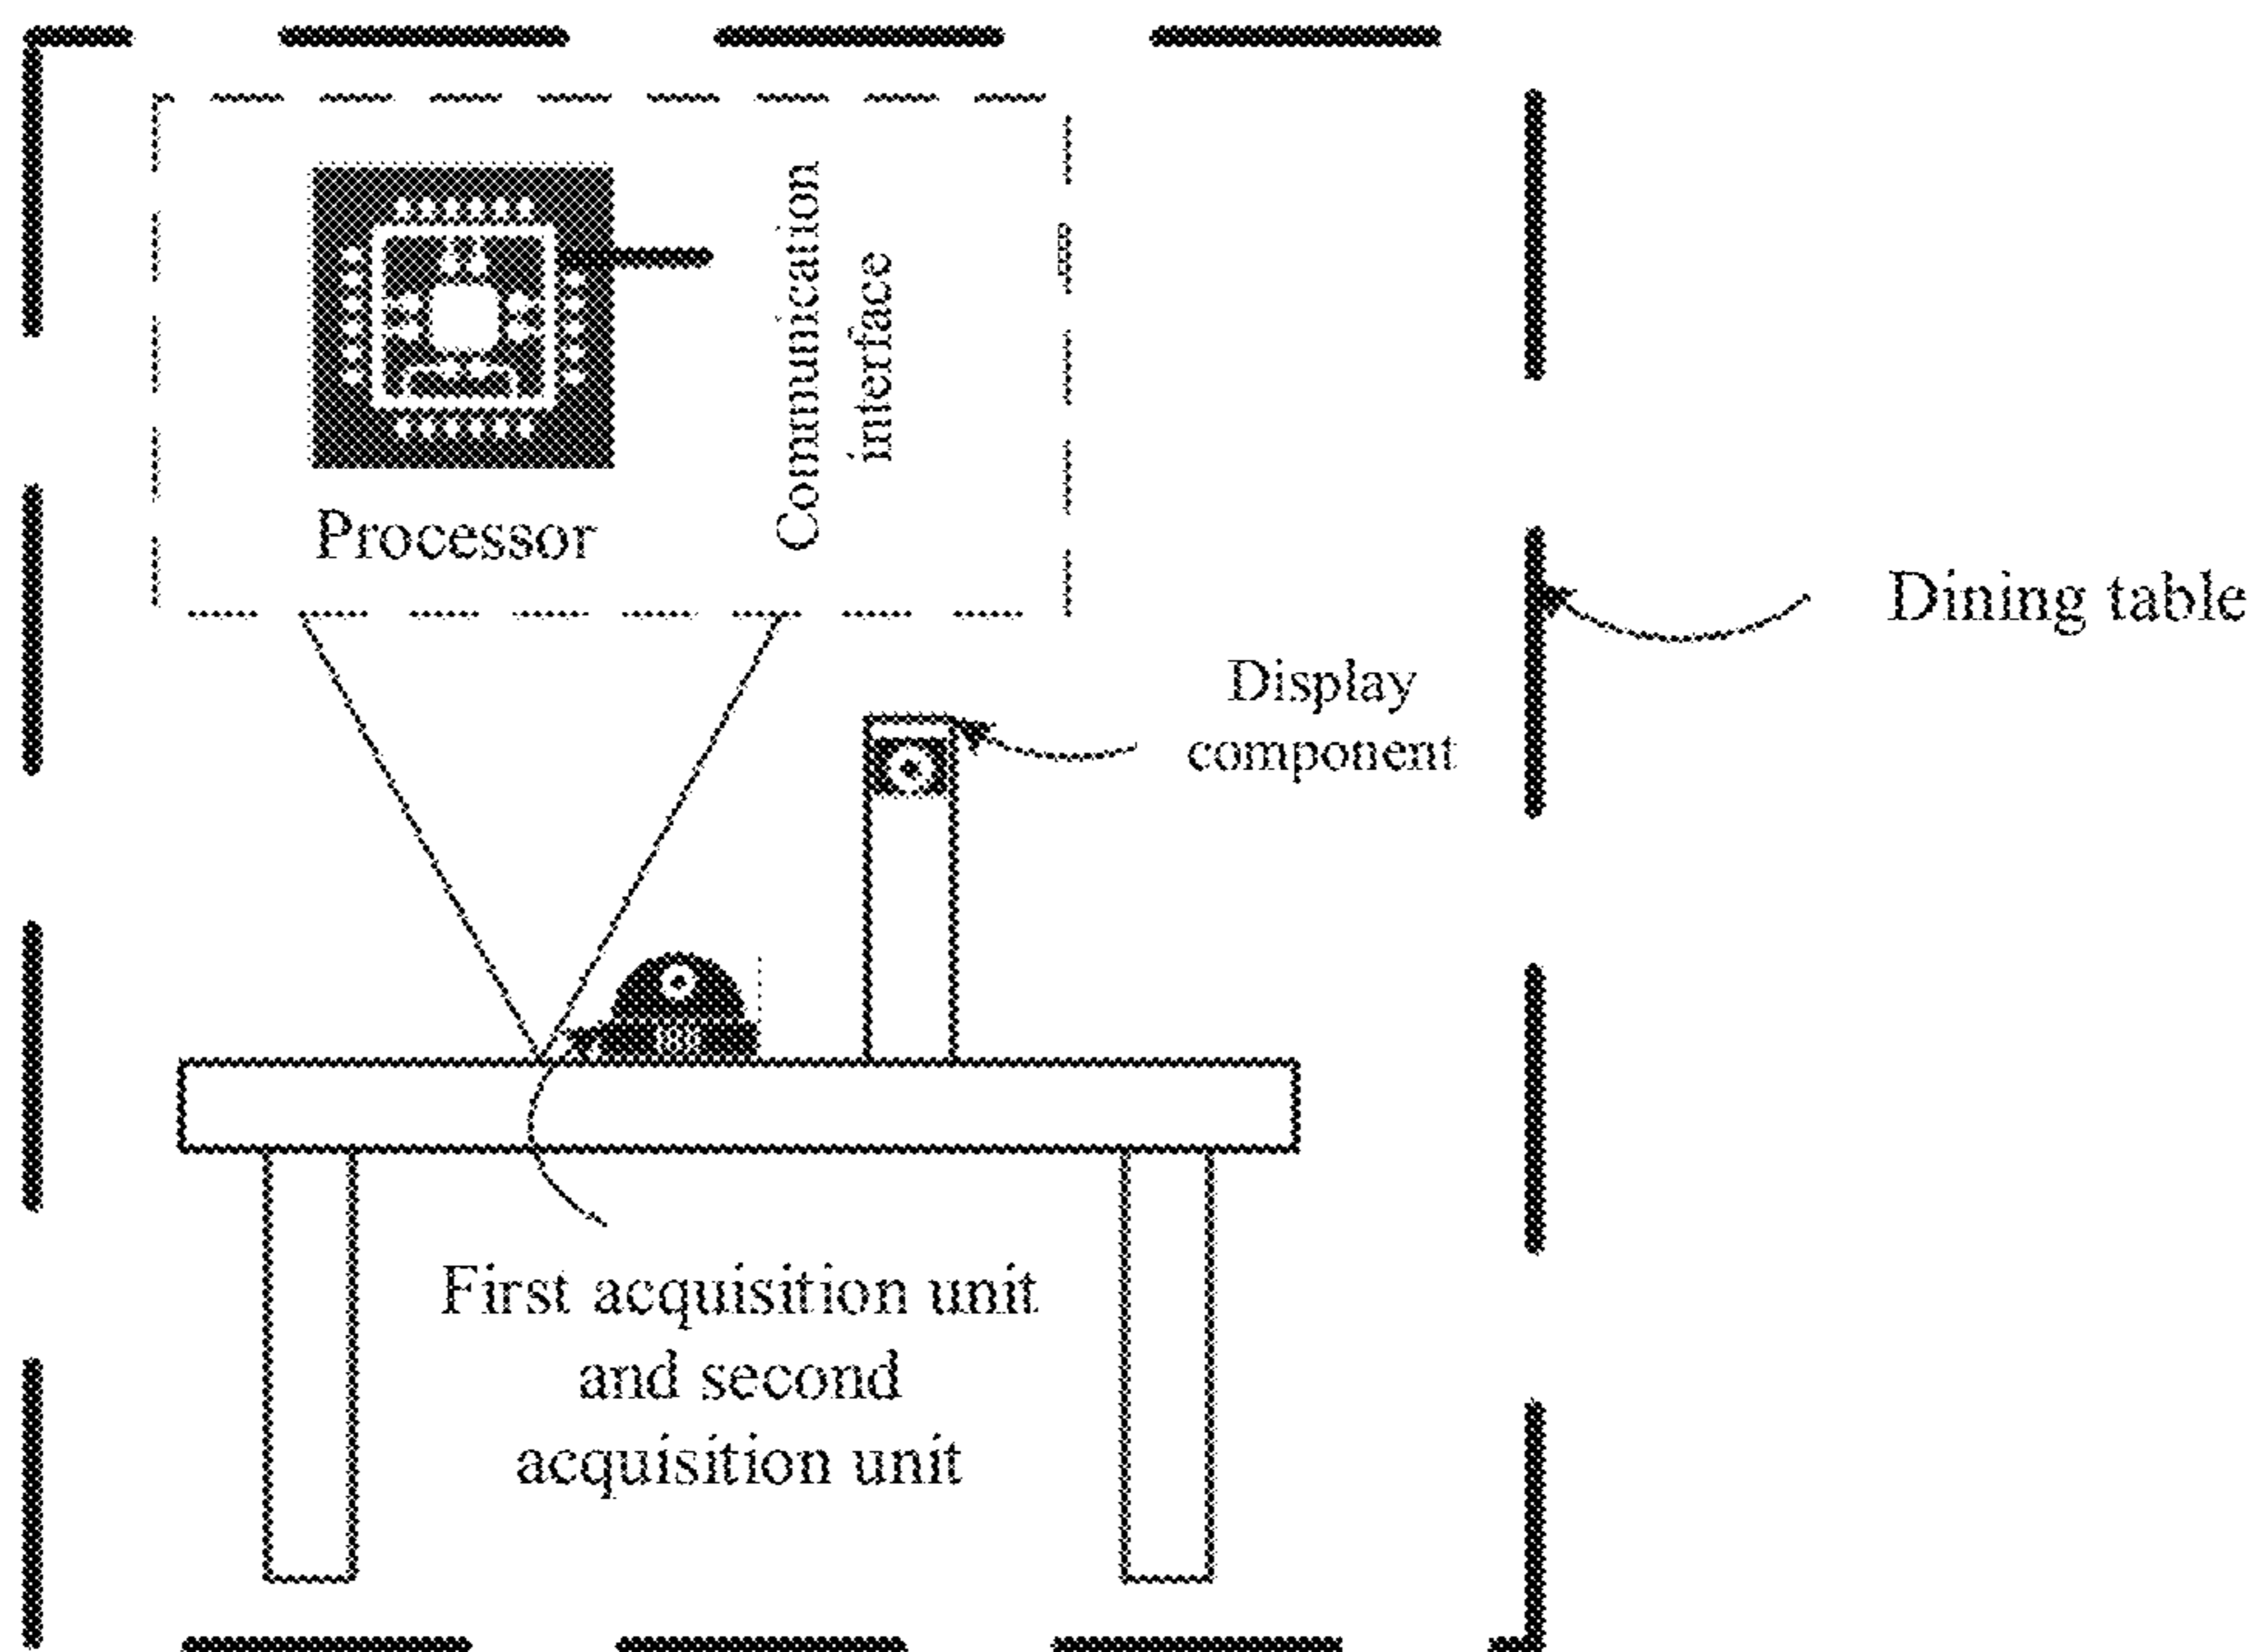 Communication
interface
Processor
Dining table
Display
component
First acquisition unit
and second
acquisition unit